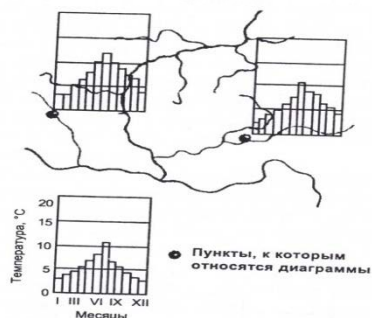 Температура, °C
20
15
10
5
0
I III VI IX XII
Месяцы
Пункты, к которым
относятся диаграммы